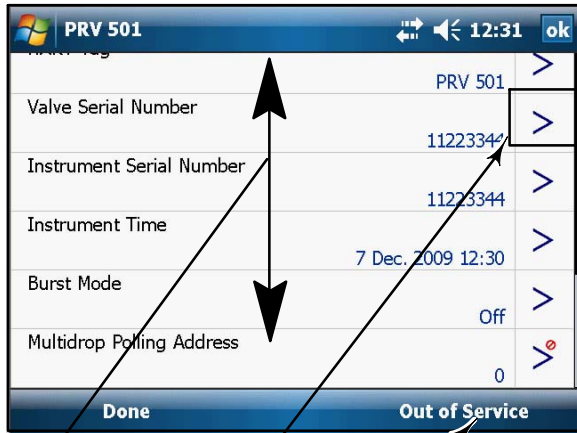 PRV 501 12:31 ok
PRV 501
Valve Serial Number
11223344
Instrument Serial Number
11223344
Instrument Time
7 Dec. 2009 12:30
Burst Mode
Off
Multidrop Polling Address
0
Done Out of Service